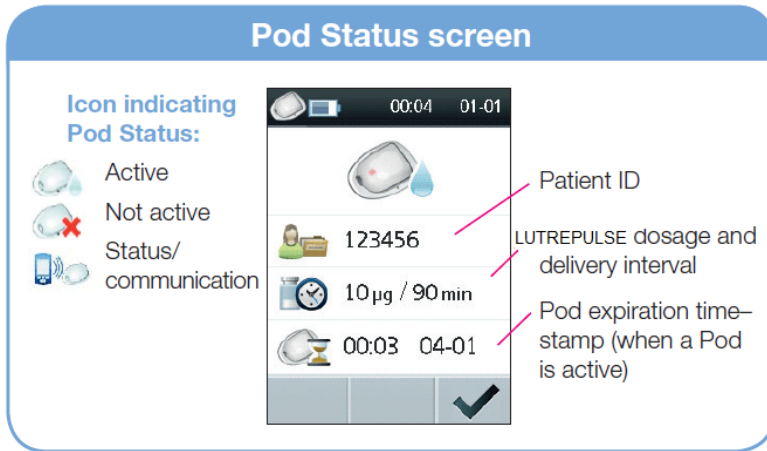 Pod Status screen
Icon indicating
Pod Status:
Active
Not active
Status/
communication
00:04 01-01
123456
10 µg / 90 min
00:03 04-01
Patient ID
LUTREPULSE dosage and
delivery interval
Pod expiration time–
stamp (when a Pod
is active)